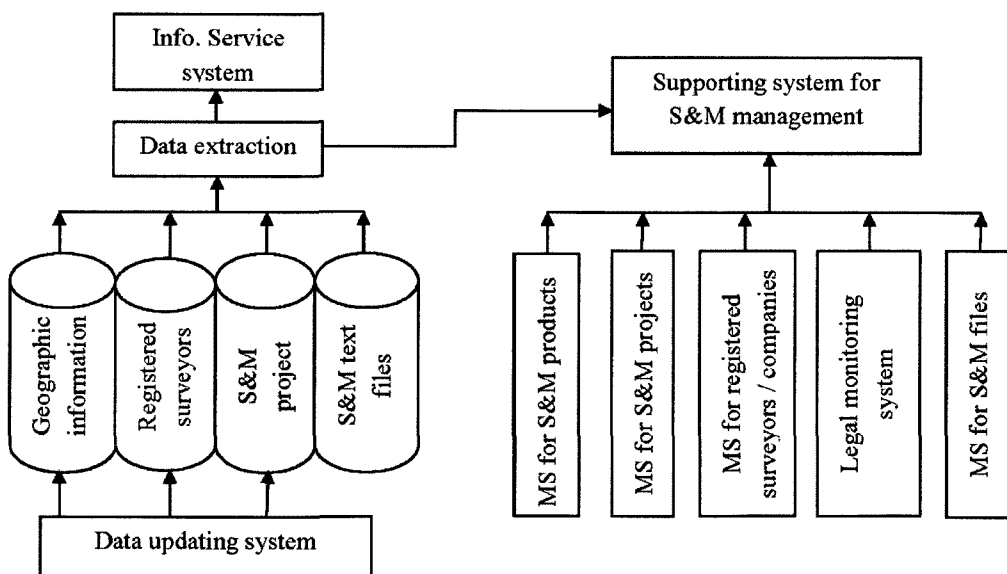 Info. Service
system
Data extraction
Supporting system for
S&M management
Geographic
information
Registered
surveyors
S&M
project
S&M text
files
Data updating system
MS for S&M products
MS for S&M projects
MS for registered
surveyors / companies
Legal monitoring
system
MS for S&M files